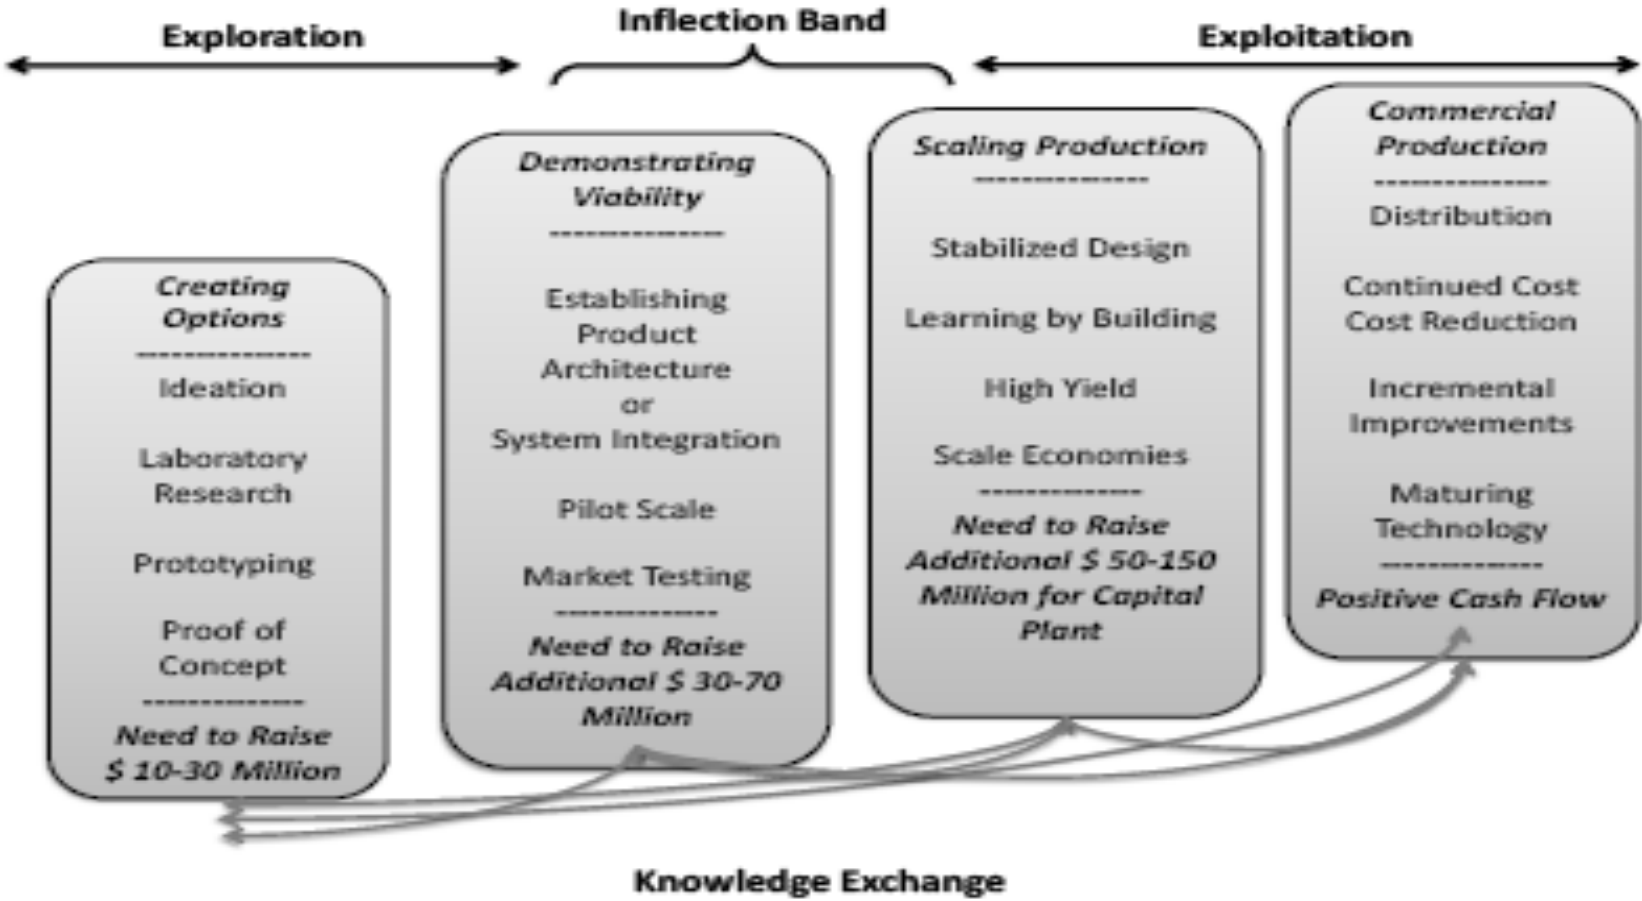 Exploration
Inflection Band
Exploitation
Creating
Options
---------------
Ideation
Laboratory
Research
Prototyping
Proof of
Concept
--------------
Need to Raise
$ 10-30 Million
Demonstrating
Viability
---------------
Establishing
Product
Architecture
or
System Integration
Pilot Scale
Market Testing
--------------
Need to Raise
Additional $ 30-70
Million
Scaling Production
---------------
Stabilized Design
Learning by Building
High Yield
Scale Economies
--------------
Need to Raise
Additional $ 50-150
Million for Capital
Plant
Commercial
Production
---------------
Distribution
Continued Cost
Cost Reduction
Incremental
Improvements
Maturing
Technology
--------------
Positive Cash Flow
Knowledge Exchange